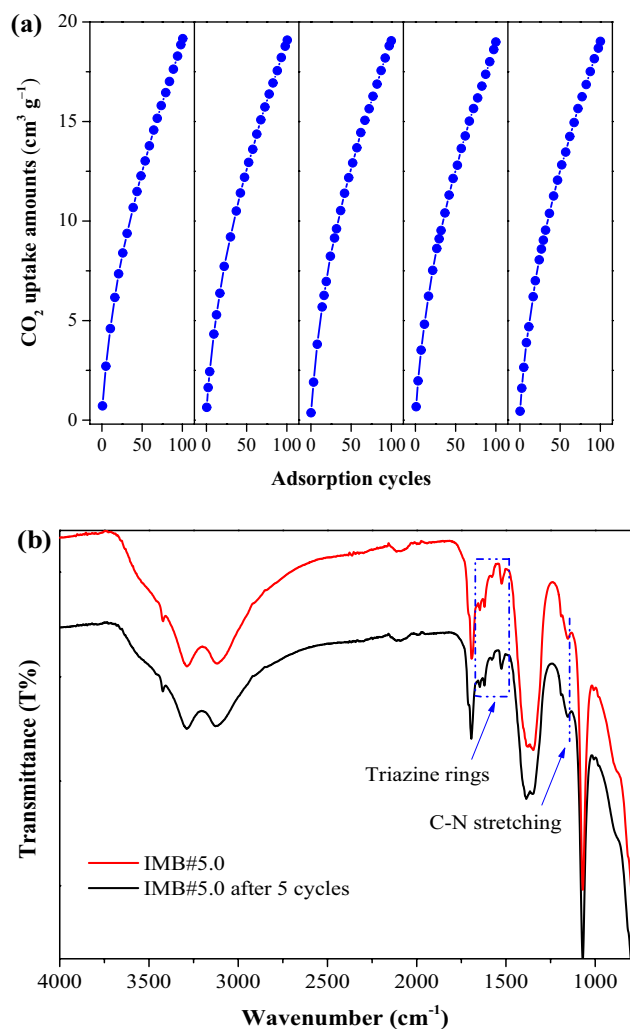 (a)
CO₂ uptake amounts (cm³ g⁻¹)
20
15
10
5
0
0 50 100 0 50 100 0 50 100 0 50 100 0 50 100
Adsorption cycles
(b)
Transmittance (T%)
Triazine rings
C-N stretching
IMB#5.0
IMB#5.0 after 5 cycles
4000 3500 3000 2500 2000 1500 1000
Wavenumber (cm⁻¹)